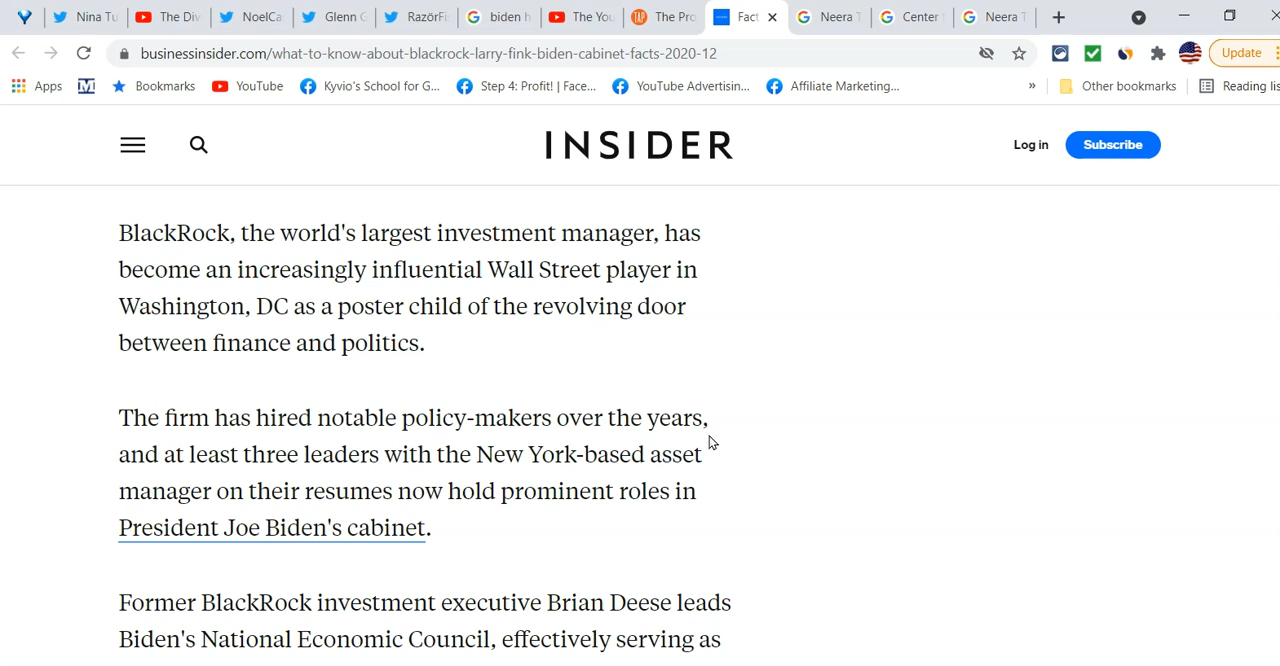 Nina Tu
The Div
NoelCa
Glenn G
RazörFi
biden h
The You
The Pro
Fact
Neera T
Center
Neera T
businessinsider.com/what-to-know-about-blackrock-larry-fink-biden-cabinet-facts-2020-12
Update
Apps
Bookmarks
YouTube
Kyvio's School for G...
Step 4: Profit! | Face...
YouTube Advertisin...
Affiliate Marketing...
»
Other bookmarks
Reading lis
INSIDER
Log in
Subscribe
BlackRock, the world's largest investment manager, has
become an increasingly influential Wall Street player in
Washington, DC as a poster child of the revolving door
between finance and politics.
The firm has hired notable policy-makers over the years,
and at least three leaders with the New York-based asset
manager on their resumes now hold prominent roles in
President Joe Biden's cabinet.
Former BlackRock investment executive Brian Deese leads
Biden's National Economic Council, effectively serving as